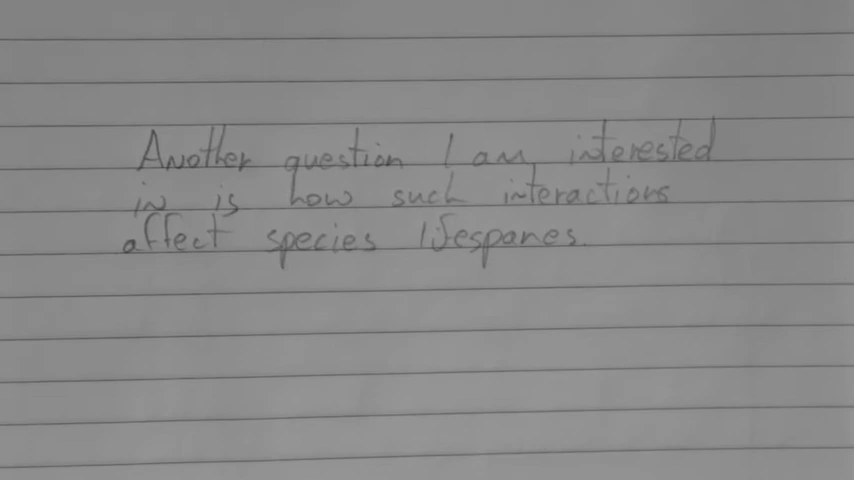 Another question I am interested
in is how such interactions
affect species lifespanes.